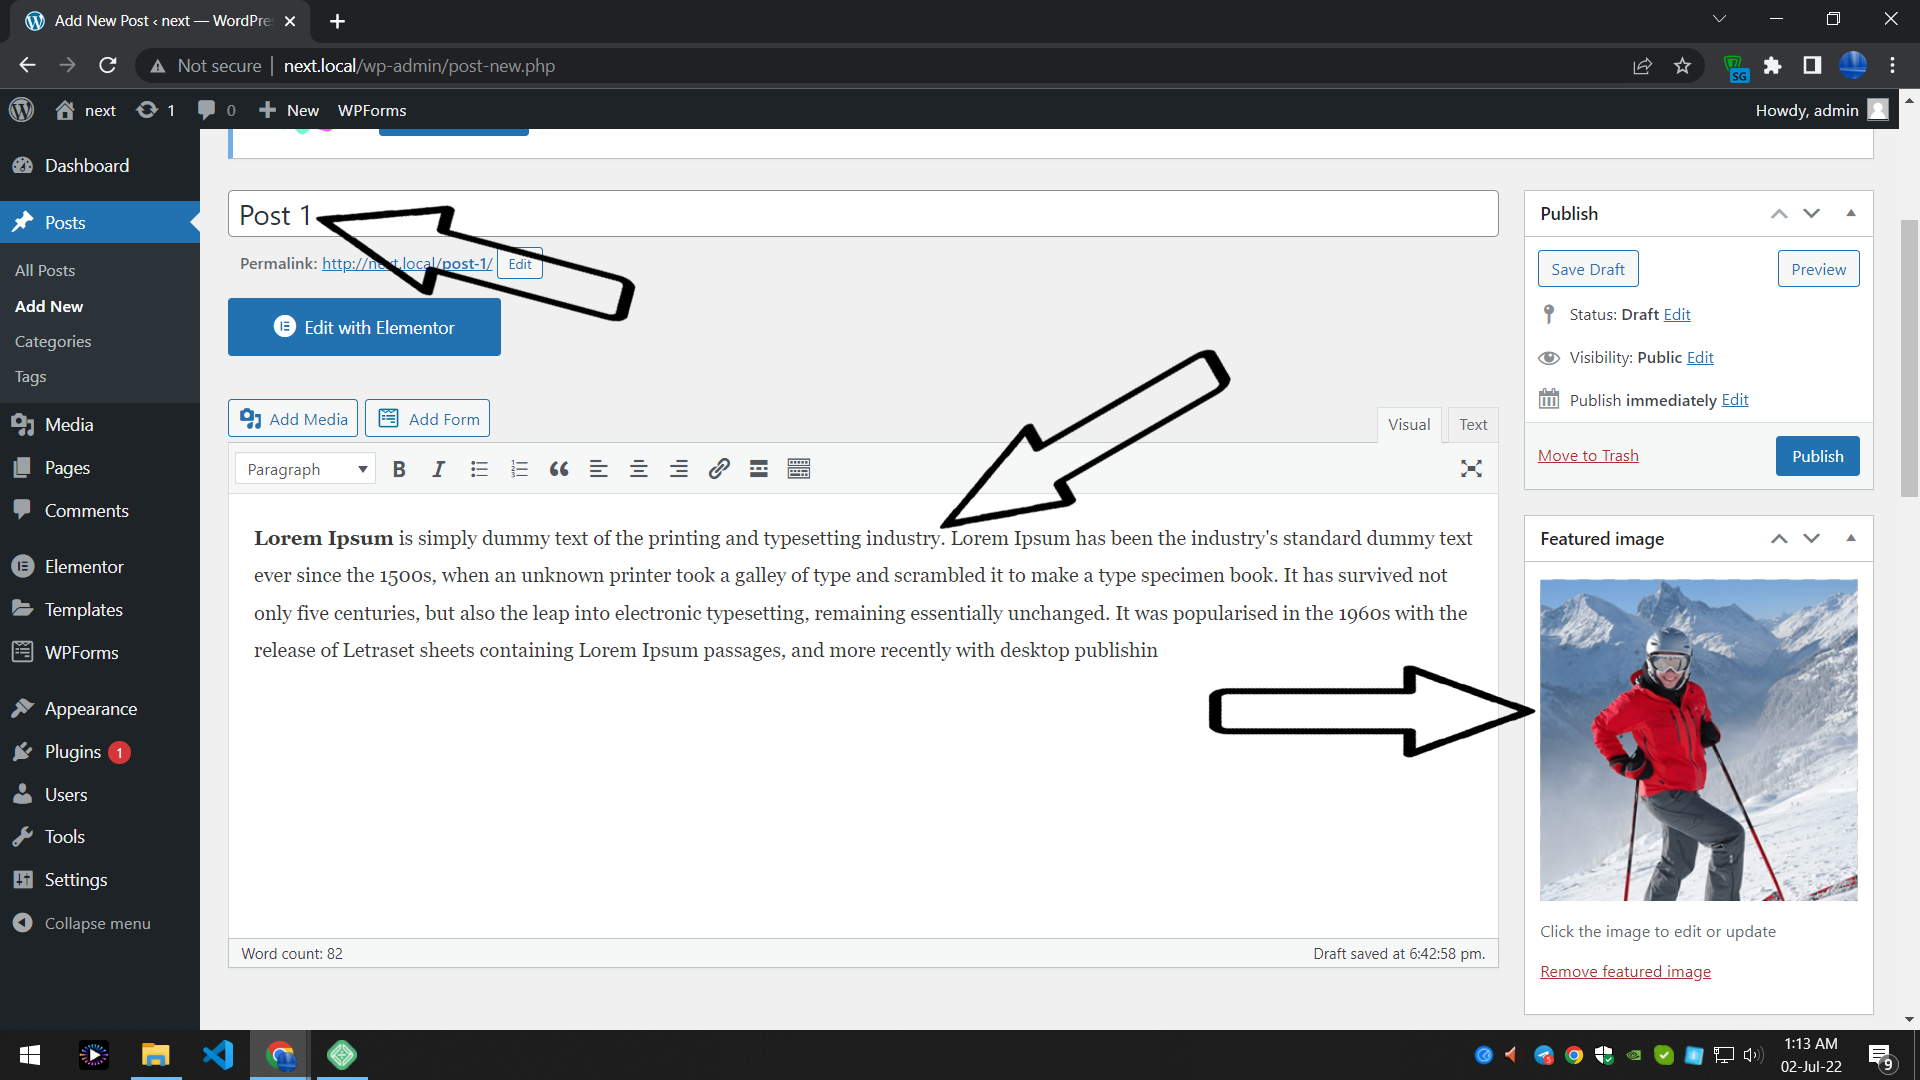 Add New Post ‹ next — WordPre
Not secure
next.local/wp-admin/post-new.php
SG
next
1
0
New
WPForms
Howdy, admin
Dashboard
Posts
All Posts
Add New
Categories
Tags
Media
Pages
Comments
Elementor
Templates
WPForms
Appearance
Plugins 1
Users
Tools
Settings
Collapse menu
Post 1
Permalink: http://next.local/post-1/ Edit
Edit with Elementor
Add Media
Add Form
Visual
Text
Paragraph
Lorem Ipsum is simply dummy text of the printing and typesetting industry. Lorem Ipsum has been the industry's standard dummy text
ever since the 1500s, when an unknown printer took a galley of type and scrambled it to make a type specimen book. It has survived not
only five centuries, but also the leap into electronic typesetting, remaining essentially unchanged. It was popularised in the 1960s with the
release of Letraset sheets containing Lorem Ipsum passages, and more recently with desktop publishin
Word count: 82
Draft saved at 6:42:58 pm.
Publish
Save Draft
Preview
Status: Draft Edit
Visibility: Public Edit
Publish immediately Edit
Move to Trash
Publish
Featured image
Click the image to edit or update
Remove featured image
1:13 AM
02-Jul-22
9